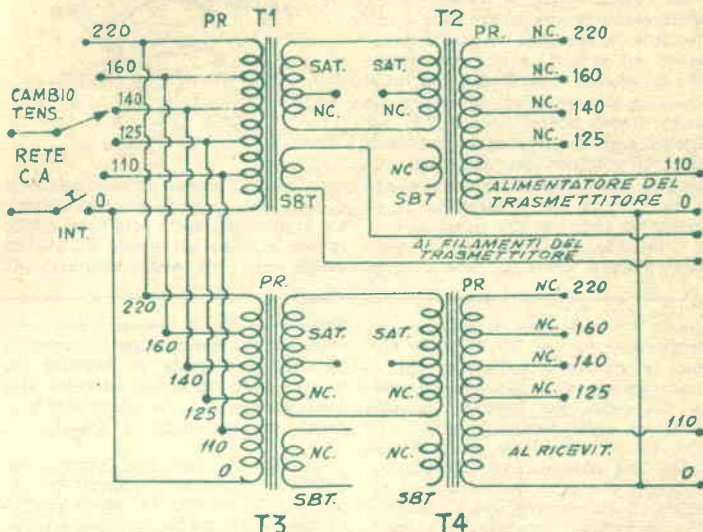 PR T1 T2
220 PR. NC. 220
160 SAT. SAT. NC. 160
CAMBIO
TENS. 140 NC. NC. NC. 140
125 NC. 125
RETE
C.A
110 NC 110
SBT SBT ALIMENTATORE DEL
TRASMETTITORE
0 0
INT. AI FILAMENTI DEL
TRASMETTITORE
PR. PR NC. 220
220
SAT. SAT. NC. 160
160
140 NC. NC. NC. 140
125 NC. 125
110 110
NC. NC. AL RICEVIT.
0 0
SBT. SBT
T3 T4